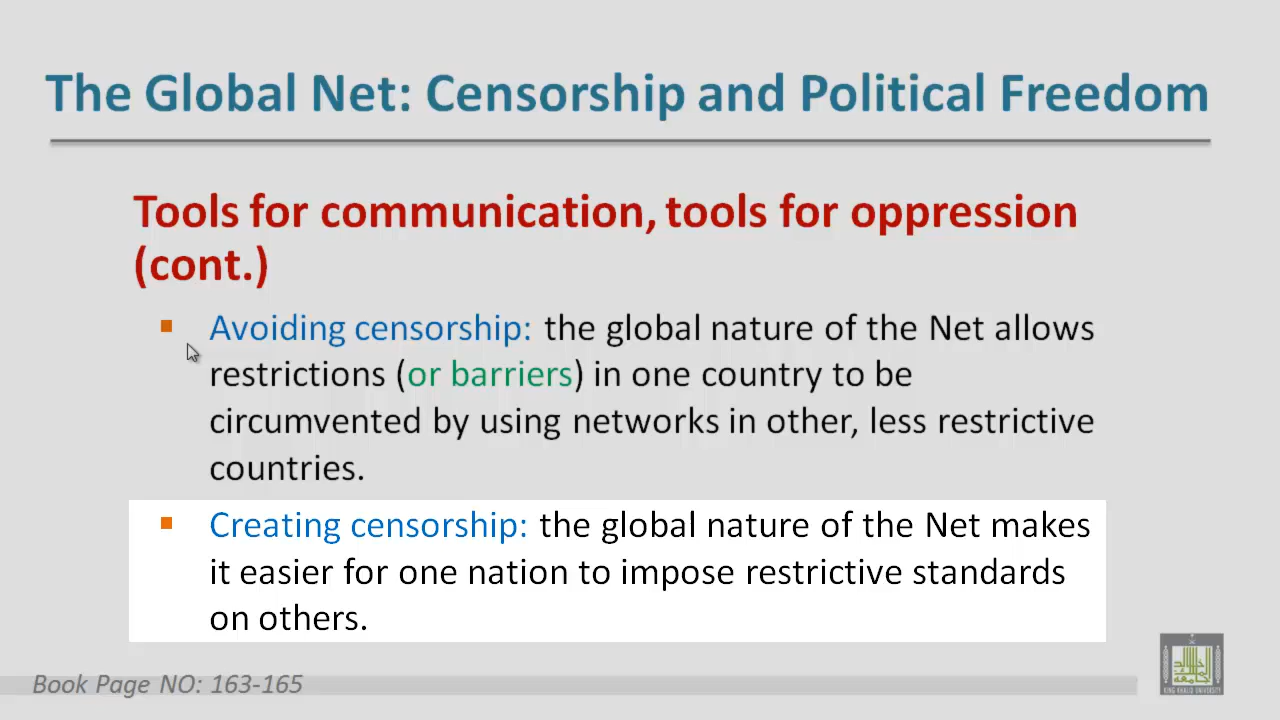 The Global Net: Censorship and Political Freedom
Tools for communication, tools for oppression
(cont.)
▪ Avoiding censorship: the global nature of the Net allows
restrictions (or barriers) in one country to be
circumvented by using networks in other, less restrictive
countries.
▪ Creating censorship: the global nature of the Net makes
it easier for one nation to impose restrictive standards
on others.
Book Page NO: 163-165
KING KHALID UNIVERSITY